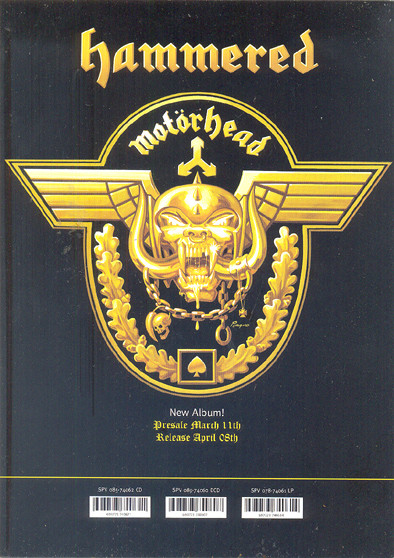 hammered
motörhead
New Album!
Presale March 11th
Release April 08th
SPV 085-74062 CD
SPV 089-74060 ECD
SPV 078-74061 LP